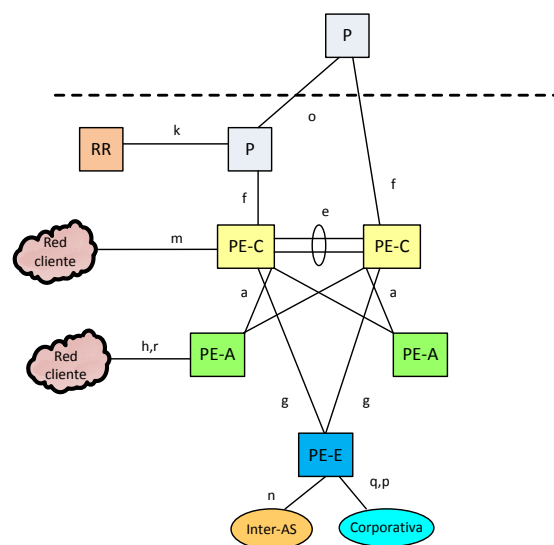 P
o
k
RR
P
f
f
e
Red
cliente
m
PE-C
PE-C
a
a
Red
cliente
h,r
PE-A
PE-A
g
g
PE-E
n
q,p
Inter-AS
Corporativa